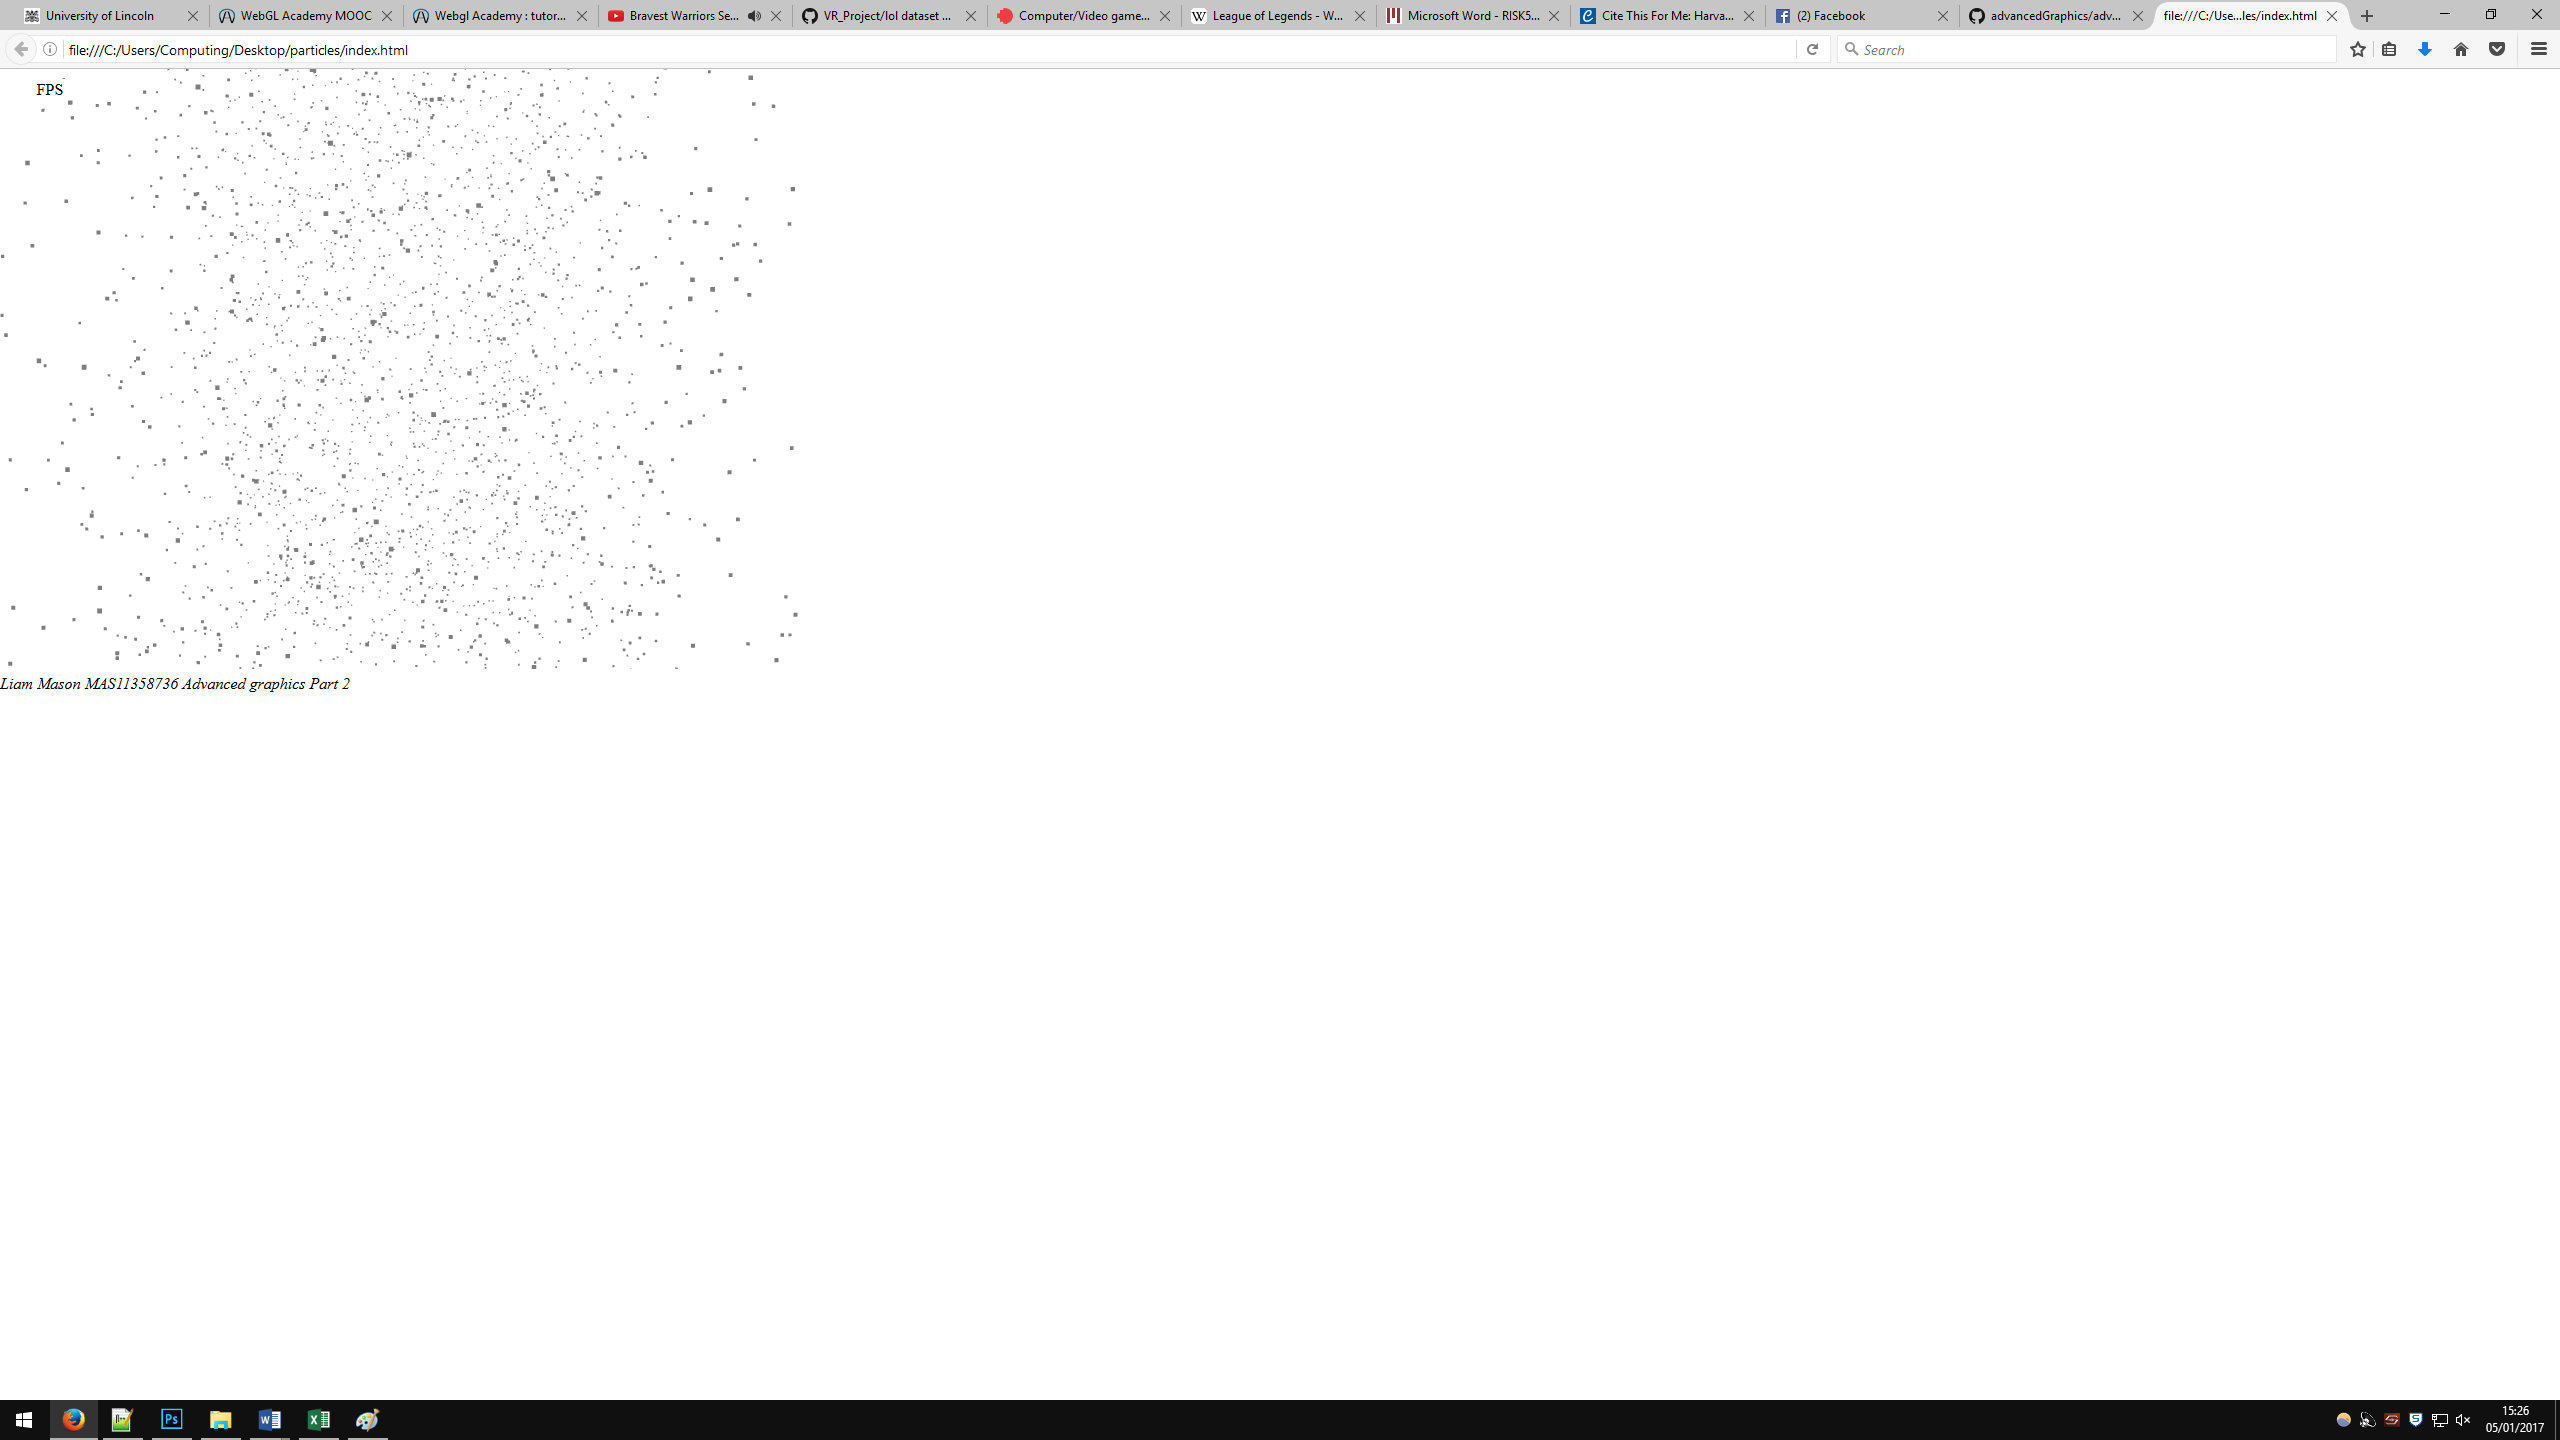 University of Lincoln
WebGL Academy MOOC
Webgl Academy : tutor...
Bravest Warriors Se...
VR_Project/lol dataset ...
Computer/Video game...
League of Legends - W...
Microsoft Word - RISK5...
Cite This For Me: Harva...
(2) Facebook
advancedGraphics/adv...
file:///C:/Use...les/index.html
file:///C:/Users/Computing/Desktop/particles/index.html
Search
FPS
Liam Mason MAS11358736 Advanced graphics Part 2
15:26
05/01/2017